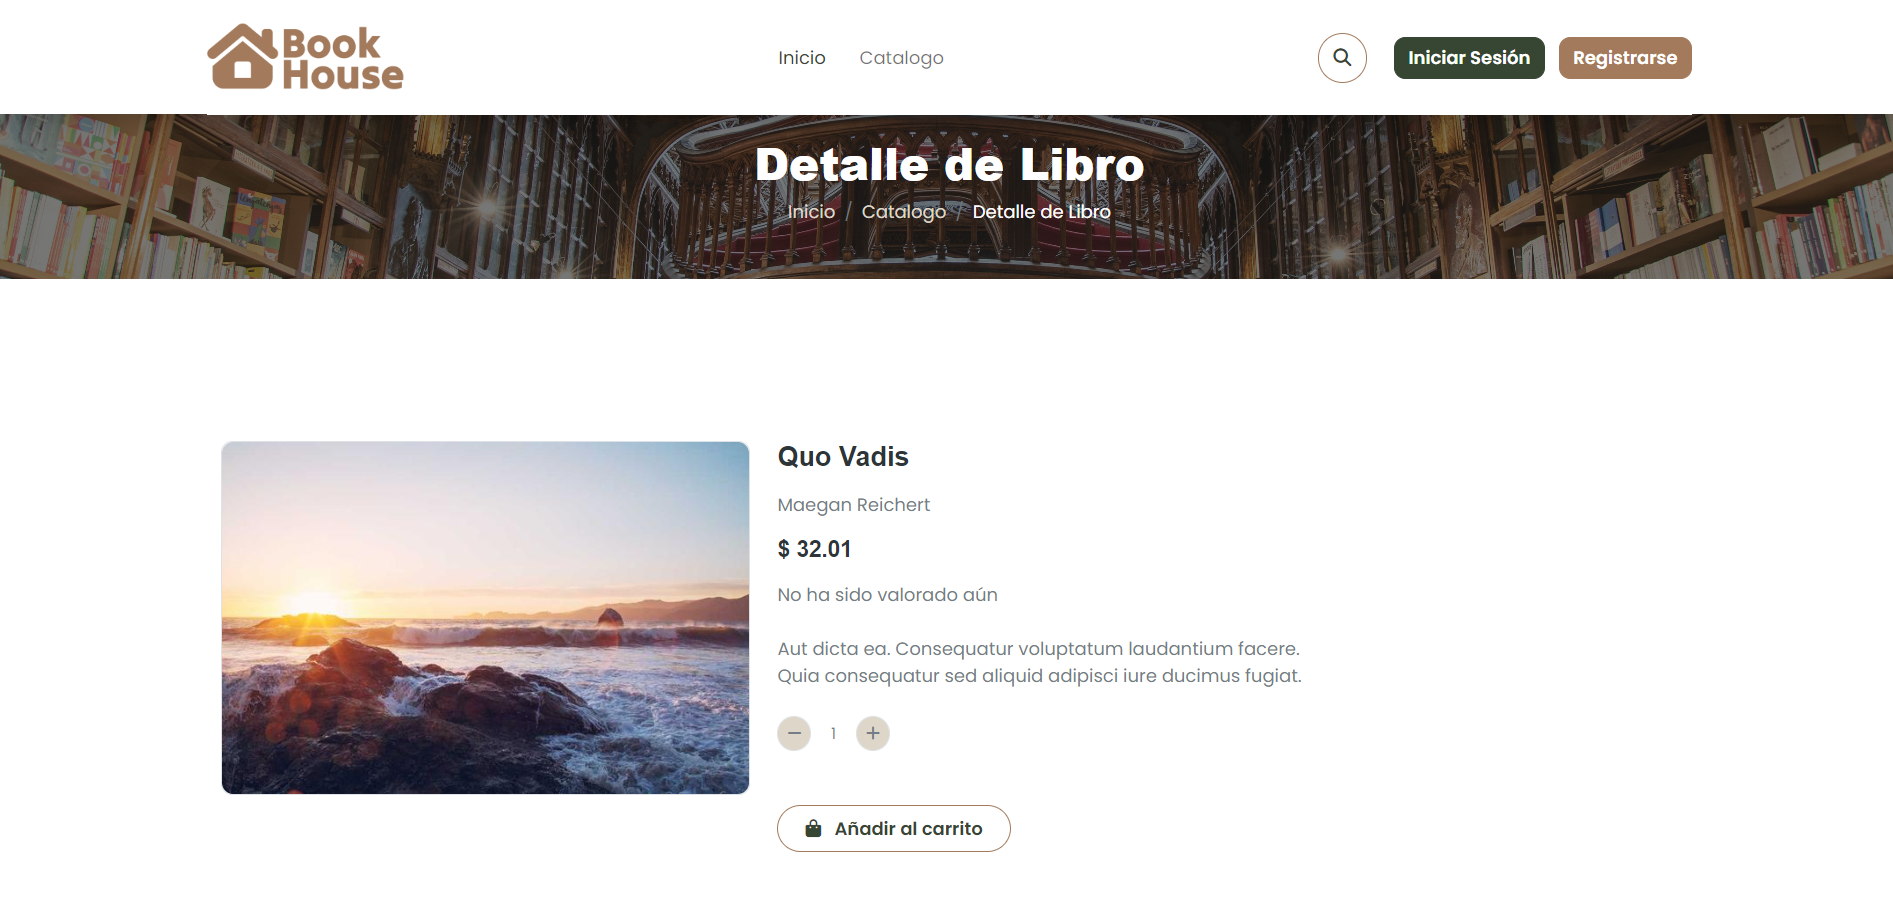 Book
House
Inicio Catalogo
Iniciar Sesión Registrarse
Detalle de Libro
Inicio / Catalogo / Detalle de Libro
Quo Vadis
Maegan Reichert
$ 32.01
No ha sido valorado aún
Aut dicta ea. Consequatur voluptatum laudantium facere.
Quia consequatur sed aliquid adipisci iure ducimus fugiat.
− 1 +
Añadir al carrito